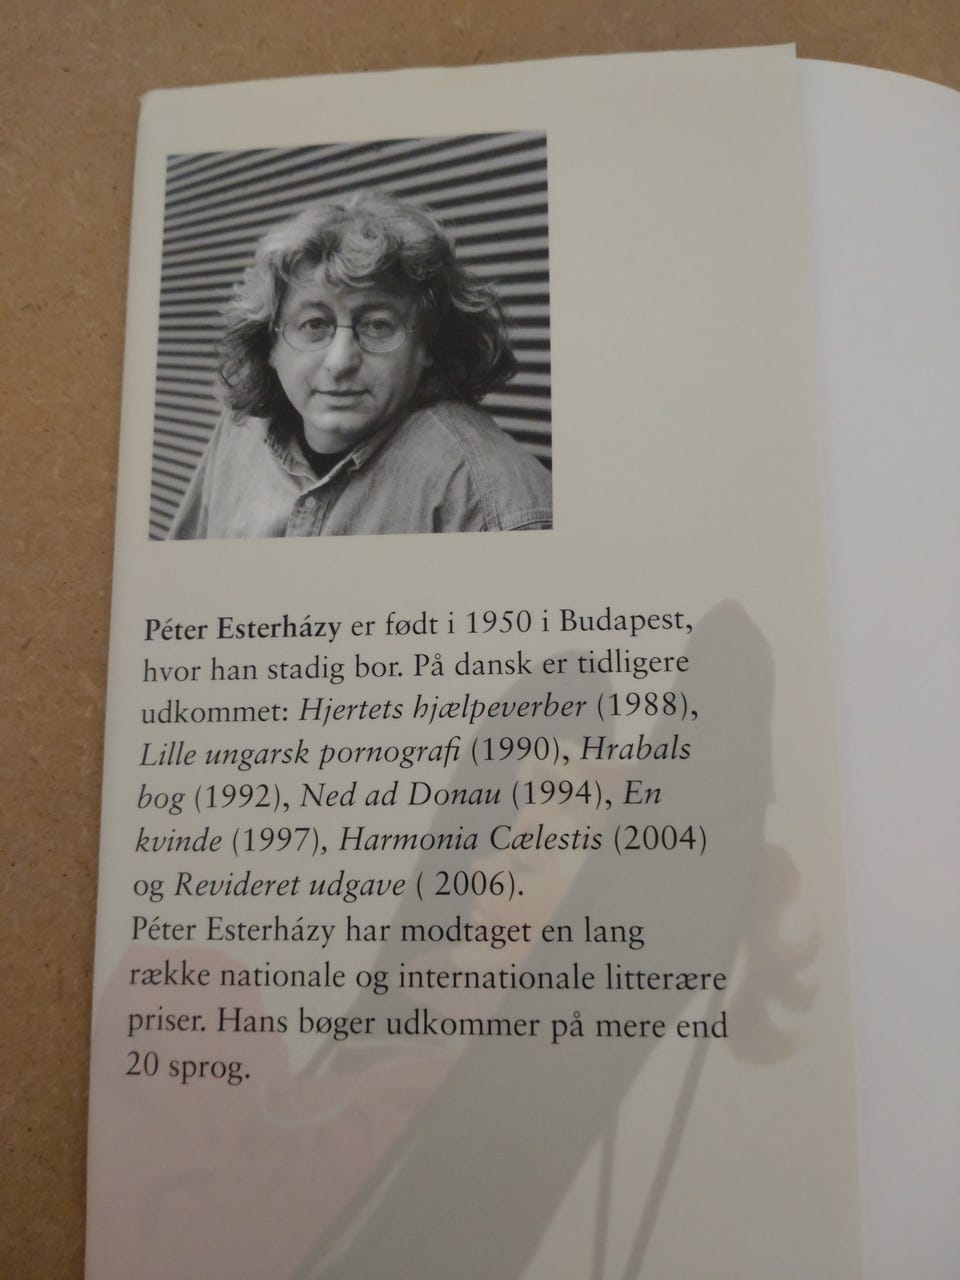 Péter Esterházy er født i 1950 i Budapest,
hvor han stadig bor. På dansk er tidligere
udkommet: Hjertets hjælpeverber (1988),
Lille ungarsk pornografi (1990), Hrabals
bog (1992), Ned ad Donau (1994), En
kvinde (1997), Harmonia Cælestis (2004)
og Revideret udgave ( 2006).
Péter Esterházy har modtaget en lang
række nationale og internationale litterære
priser. Hans bøger udkommer på mere end
20 sprog.